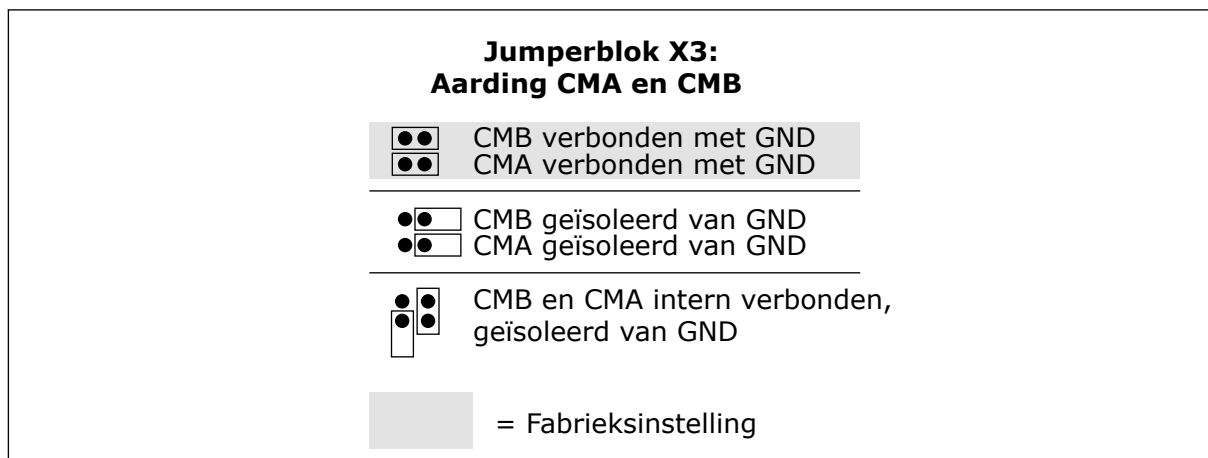 Jumperblok X3:
Aarding CMA en CMB
CMB verbonden met GND
CMA verbonden met GND
CMB geïsoleerd van GND
CMA geïsoleerd van GND
CMB en CMA intern verbonden,
geïsoleerd van GND
= Fabrieksinstelling